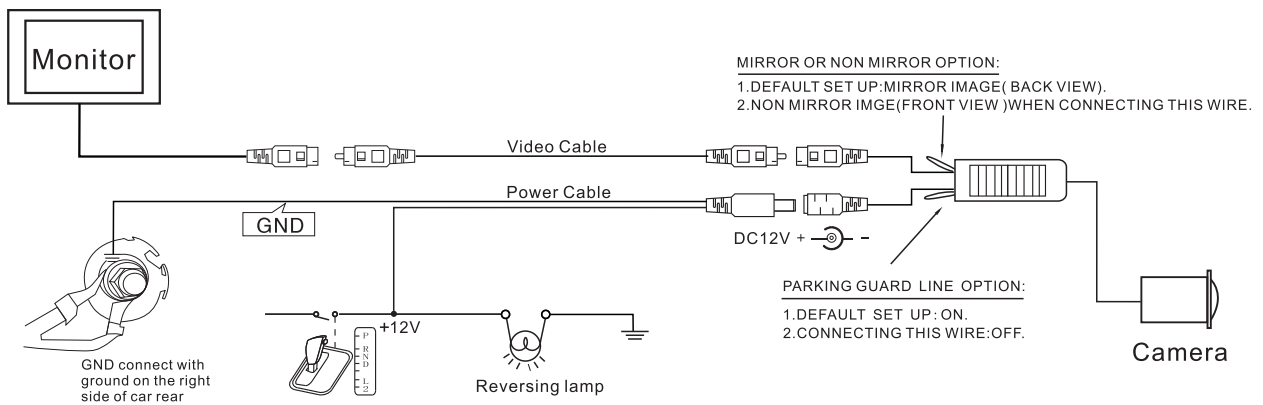 Monitor
MIRROR OR NON MIRROR OPTION:
1.DEFAULT SET UP:MIRROR IMAGE( BACK VIEW).
2.NON MIRROR IMGE(FRONT VIEW )WHEN CONNECTING THIS WIRE.
Video Cable
Power Cable
GND
DC12V + -
PARKING GUARD LINE OPTION:
1.DEFAULT SET UP: ON.
2.CONNECTING THIS WIRE:OFF.
+12V
P
R
N
D
L
2
Camera
GND connect with
ground on the right
side of car rear
Reversing lamp